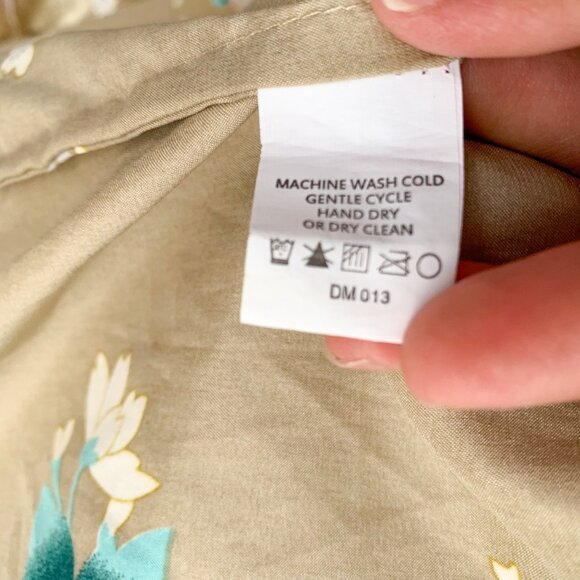 MACHINE WASH COLD
GENTLE CYCLE
HAND DRY
OR DRY CLEAN
DM 013